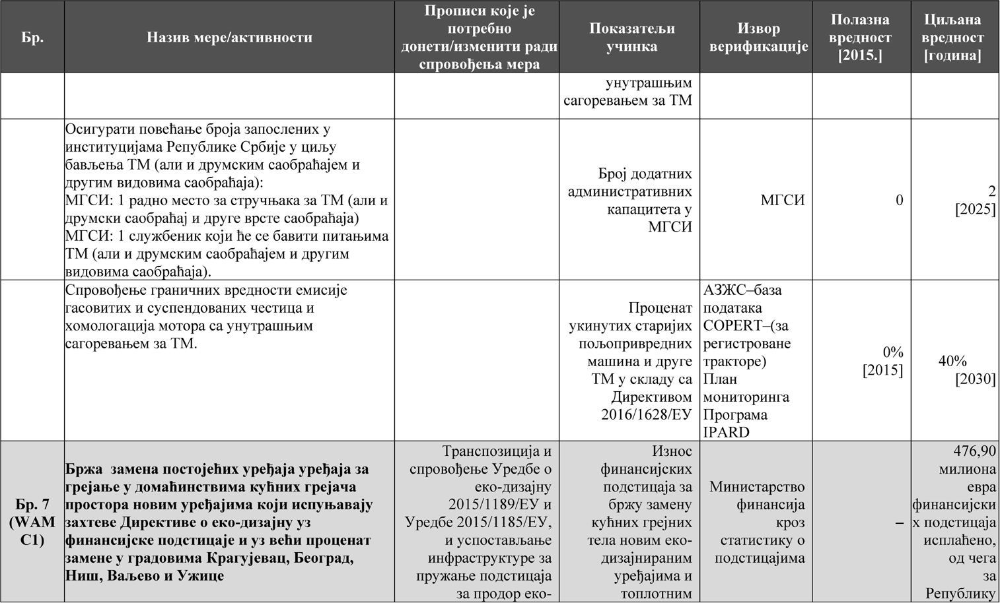 Бр.
Назив мере/активности
Прописи које је
потребно
донети/изменити ради
спровођења мера
Показатељи
учинка
Извор
верификације
Полазна
вредност
[2015.]
Циљана
вредност
[година]
унутрашњим
сагоревањем за ТМ
Осигурати повећање броја запослених у
институцијама Републике Србије у циљу
бављења ТМ (али и друмским саобраћајем и
другим видовима саобраћаја):
МГСИ: 1 радно место за стручњака за ТМ (али и
друмски саобраћај и друге врсте саобраћаја)
МГСИ: 1 службеник који ће се бавити питањима
ТМ (али и друмским саобраћајем и другим
видовима саобраћаја).
Број додатних
административних
капацитета у
МГСИ
МГСИ
0
2
[2025]
Спровођење граничних вредности емисије
гасовитих и суспендованих честица и
хомологација мотора са унутрашњим
сагоревањем за ТМ.
Проценат
укинутих старијих
пољопривредних
машина и друге
ТМ у складу са
Директивом
2016/1628/ЕУ
АЗЖС–база
података
COPERT–(за
регистроване
тракторе)
План
мониторинга
Програма
IPARD
0%
[2015]
40%
[2030]
Бр. 7
(WAM
C1)
Бржа замена постојећих уређаја уређаја за
грејање у домаћинствима кућних грејача
простора новим уређајима који испуњавају
захтеве Директиве о еко-дизајну уз
финансијске подстицаје и уз већи проценат
замене у градовима Крагујевац, Београд,
Ниш, Ваљево и Ужице
Транспозиција и
спровођење Уредбе о
еко-дизајну
2015/1189/ЕУ и
Уредбе 2015/1185/ЕУ,
и успостављање
инфраструктуре за
пружање подстицаја
за продор еко-
Износ
финансијских
подстицаја за
бржу замену
кућних грејних
тела новим еко-
дизајнираним
уређајима и
топлотним
Министарство
финансија
кроз
статистику о
подстицајима
–
476,90
милиона
евра
финансијски
х подстицаја
исплаћено,
од чега
за
Републику